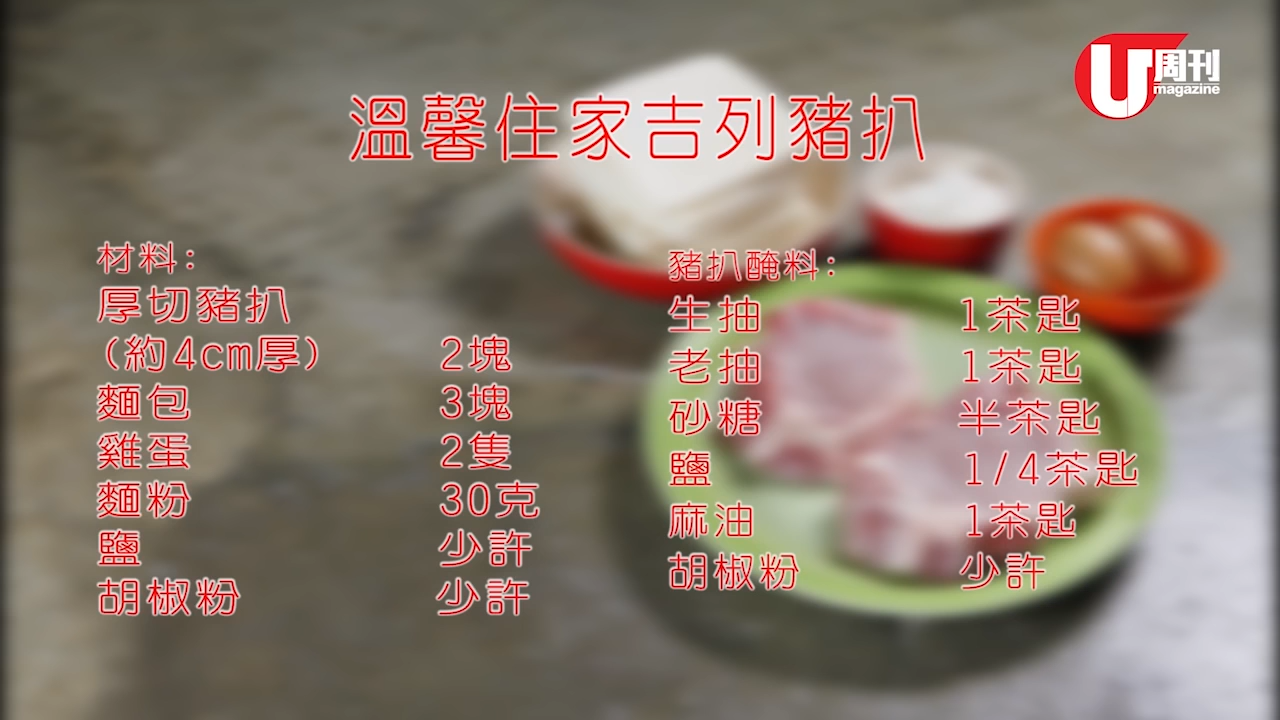 U周刊
magazine
溫馨住家吉列豬扒
材料:
厚切豬扒
(約4cm厚) 2塊
麵包 3塊
雞蛋 2隻
麵粉 30克
鹽 少許
胡椒粉 少許
豬扒醃料:
生抽 1茶匙
老抽 1茶匙
砂糖 半茶匙
鹽 1/4茶匙
麻油 1茶匙
胡椒粉 少許